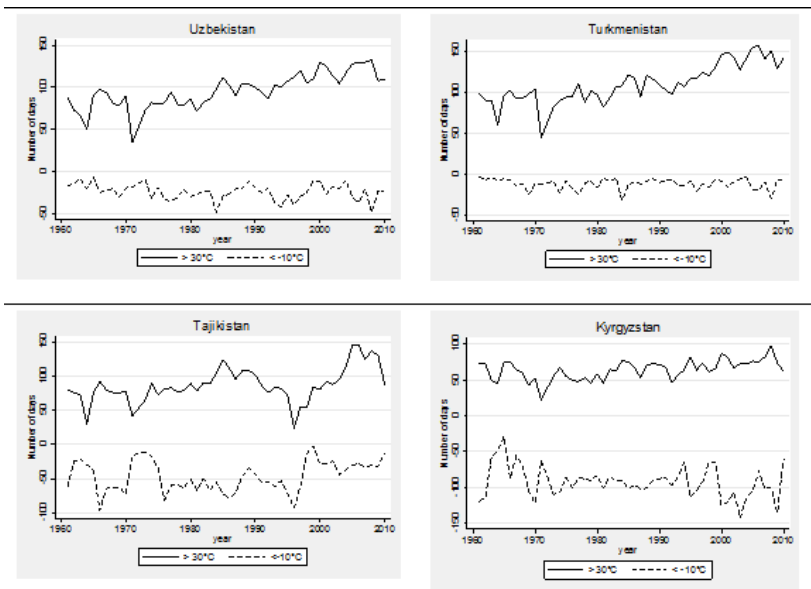 Uzbekistan
Number of days
150
100
50
0
-50
1960 1970 1980 1990 2000 2010
year
> 30°C < -10°C
Turkmenistan
Number of days
150
100
50
0
-50
1960 1970 1980 1990 2000 2010
year
> 30°C < -10°C
Tajikistan
Number of days
150
100
50
0
-50
-100
1960 1970 1980 1990 2000 2010
year
> 30°C < -10°C
Kyrgyzstan
Number of days
100
50
0
-50
-100
-150
1960 1970 1980 1990 2000 2010
year
> 30°C < -10°C